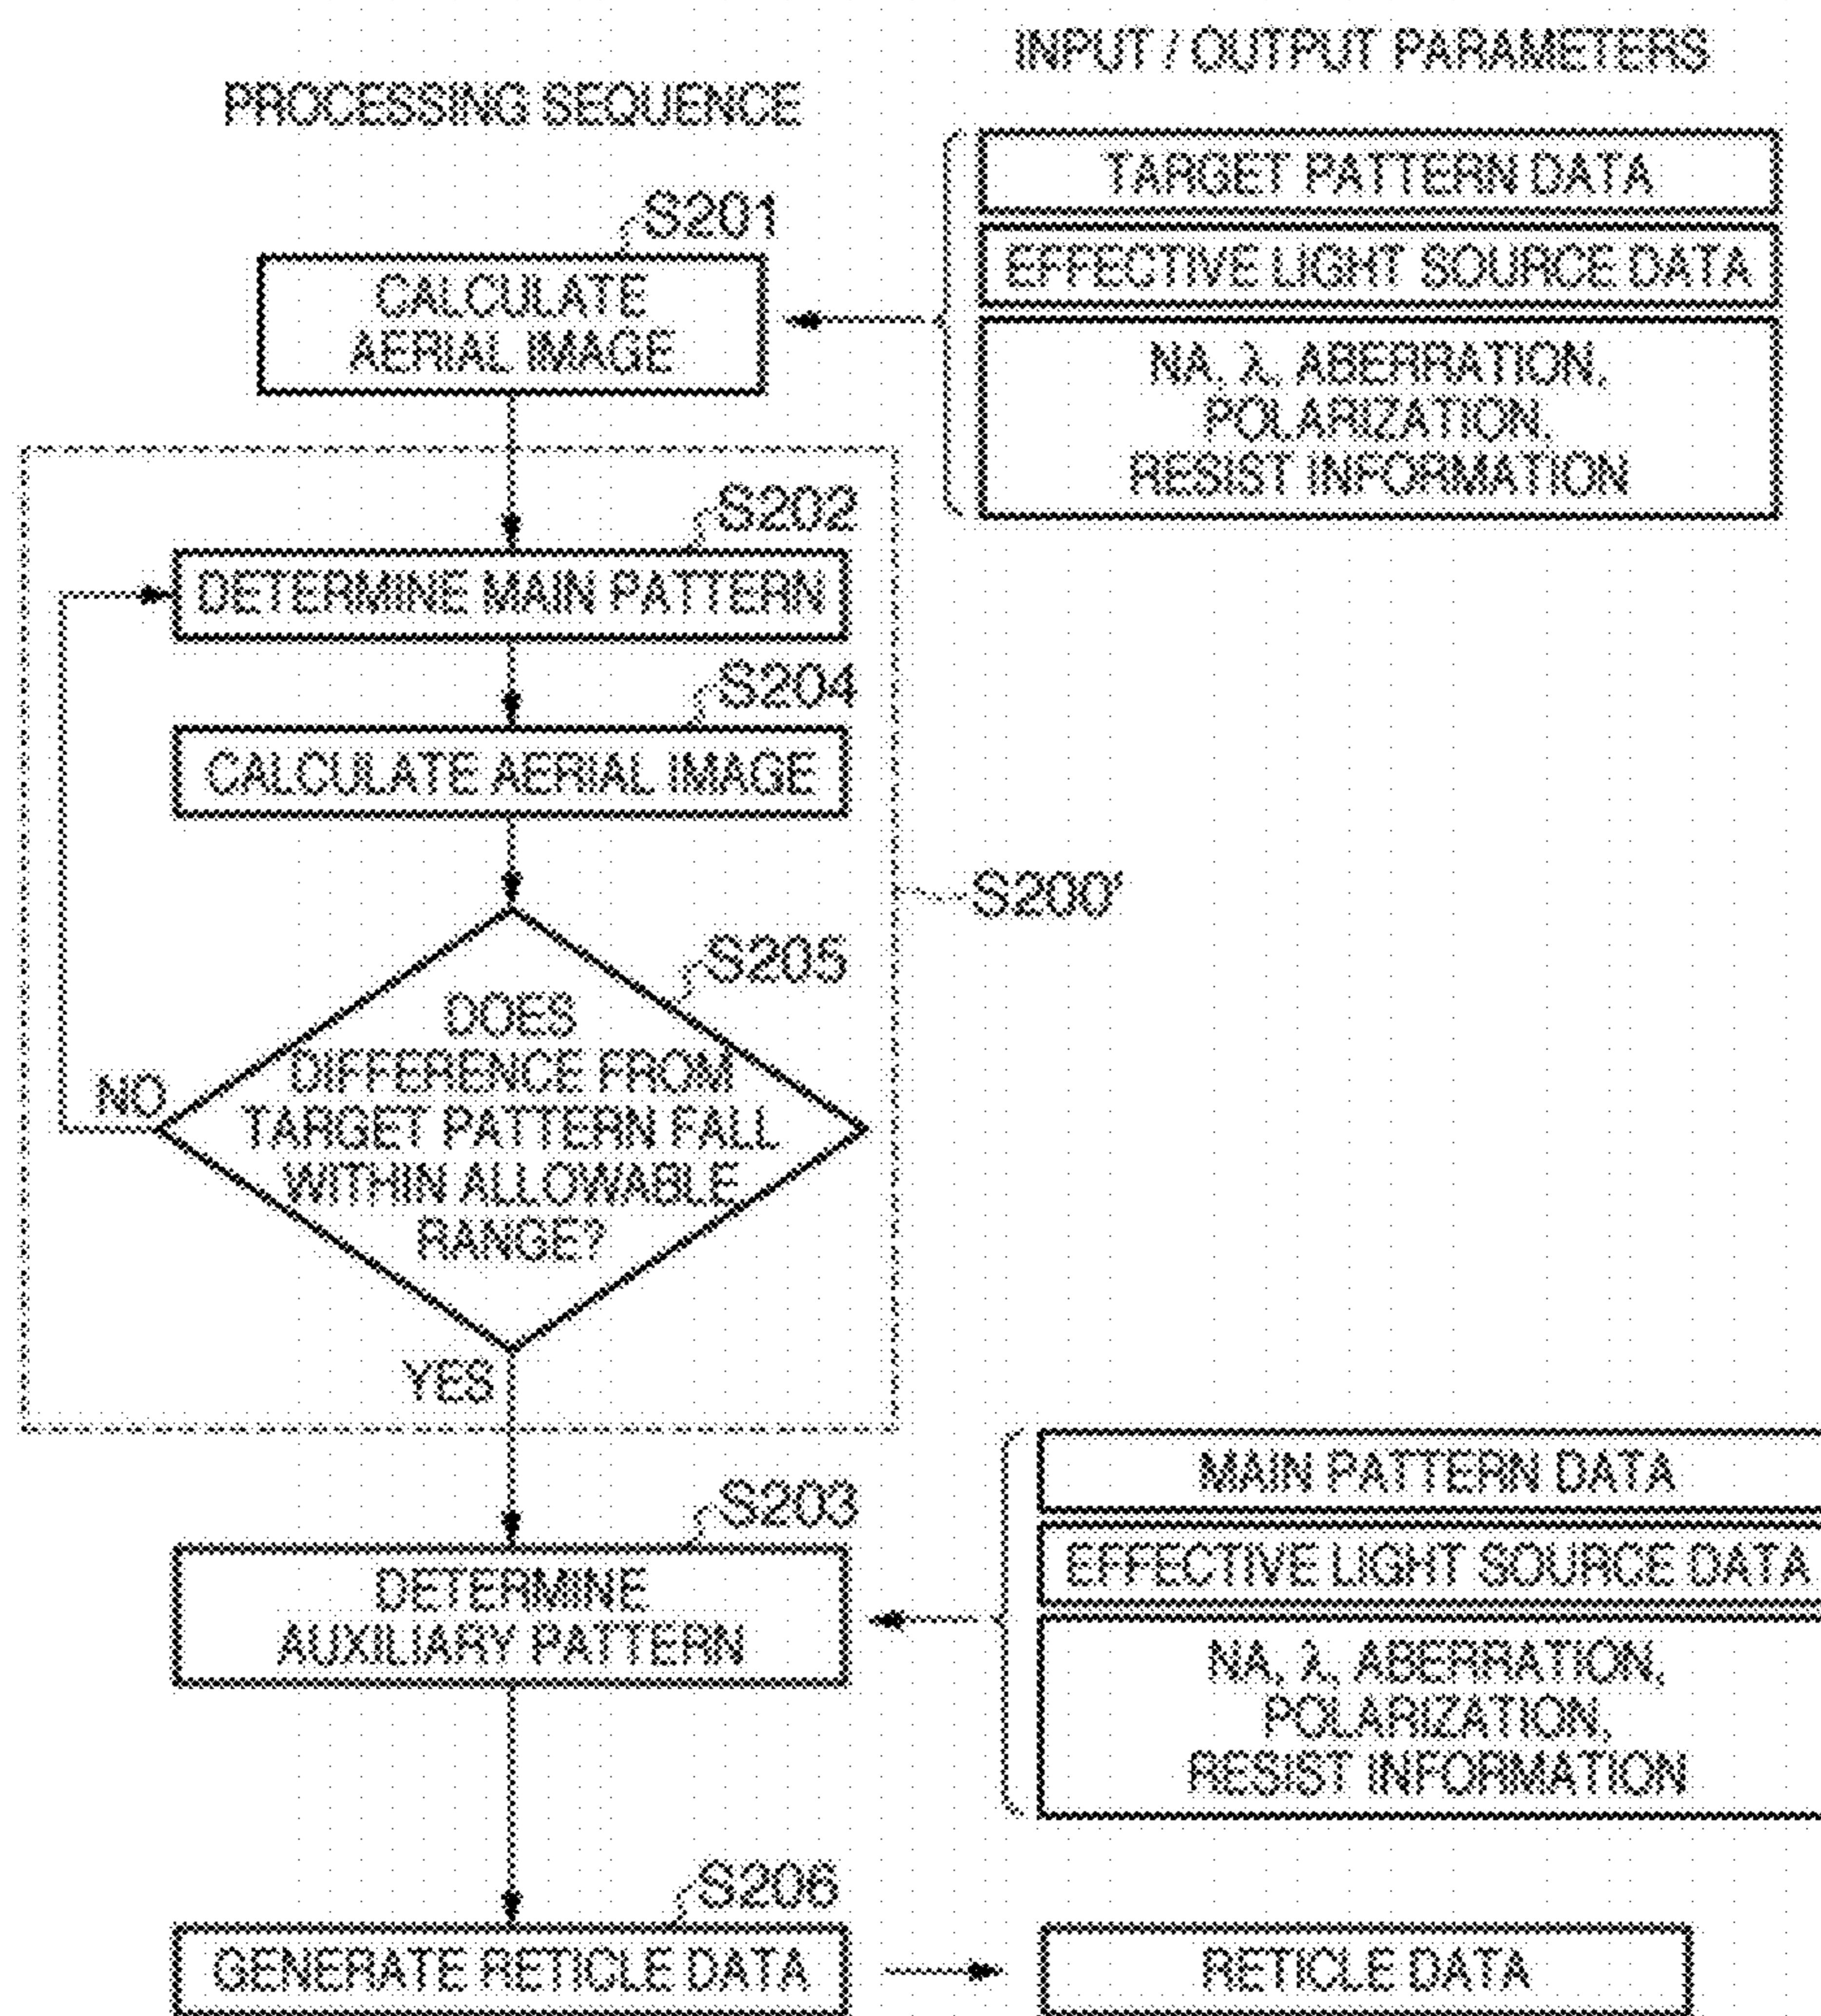 INPUT / OUTPUT PARAMETERS
PROCESSING SEQUENCE
TARGET PATTERN DATA
S201
EFFECTIVE LIGHT SOURCE DATA
CALCULATE
AERIAL IMAGE
NA, λ, ABERRATION,
POLARIZATION,
RESIST INFORMATION
S202
DETERMINE MAIN PATTERN
S204
CALCULATE AERIAL IMAGE
S200'
S205
DOES
DIFFERENCE FROM
TARGET PATTERN FALL
WITHIN ALLOWABLE
RANGE?
NO
YES
MAIN PATTERN DATA
S203
EFFECTIVE LIGHT SOURCE DATA
DETERMINE
AUXILIARY PATTERN
NA, λ, ABERRATION,
POLARIZATION,
RESIST INFORMATION
S206
GENERATE RETICLE DATA
RETICLE DATA